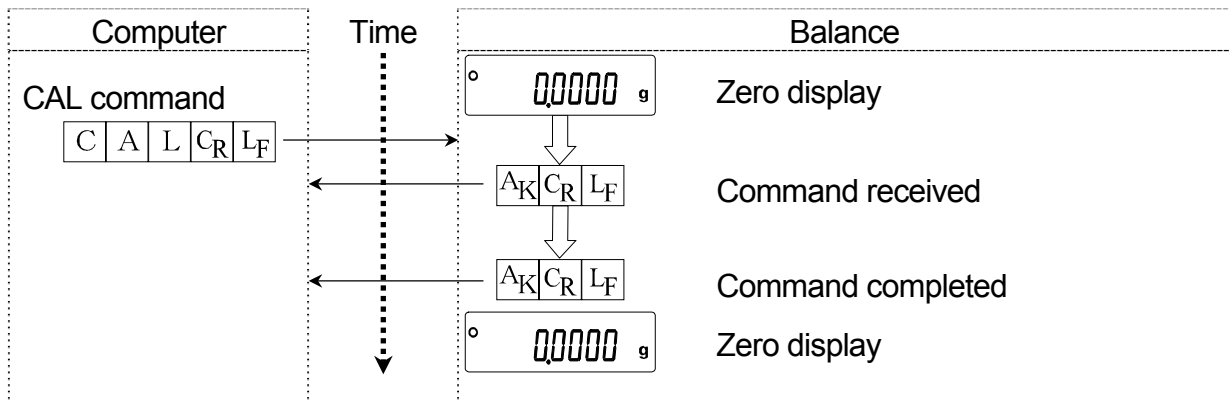 Computer Time Balance
0.0000 g Zero display
CAL command
C A L CR LF
AK CR LF Command received
AK CR LF Command completed
0.0000 g Zero display